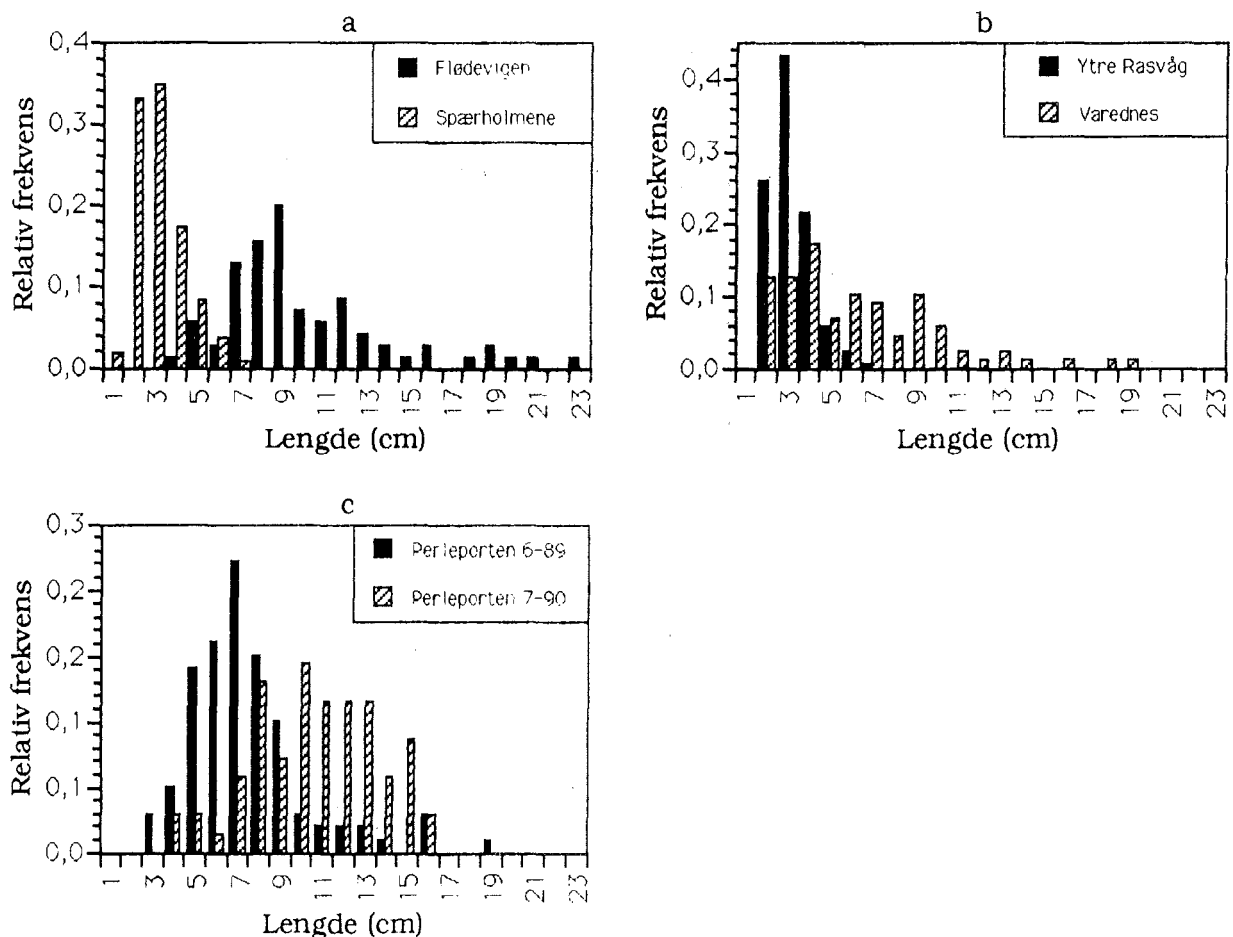 a
0,4
0,3
0,2
0,1
0,0
Relativ frekvens
Flødevigen
Spærholmene
1 3 5 7 9 11 13 15 17 19 21 23
Lengde (cm)
b
0,4
0,3
0,2
0,1
0,0
Relativ frekvens
Ytre Rasvåg
Varednes
1 3 5 7 9 11 13 15 17 19 21 23
Lengde (cm)
c
0,3
0,2
0,2
0,1
0,1
0,0
Relativ frekvens
Perleporten 6-89
Perleporten 7-90
1 3 5 7 9 11 13 15 17 19 21 23
Lengde (cm)